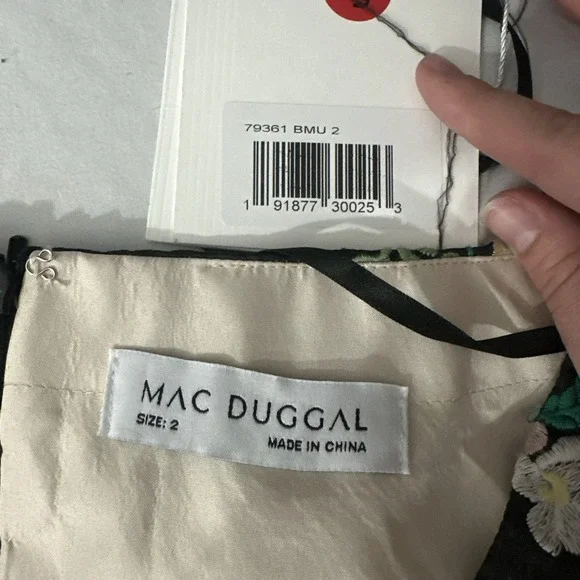 79361 BMU 2
1 91877 30025 3
MAC DUGGAL
SIZE: 2
MADE IN CHINA